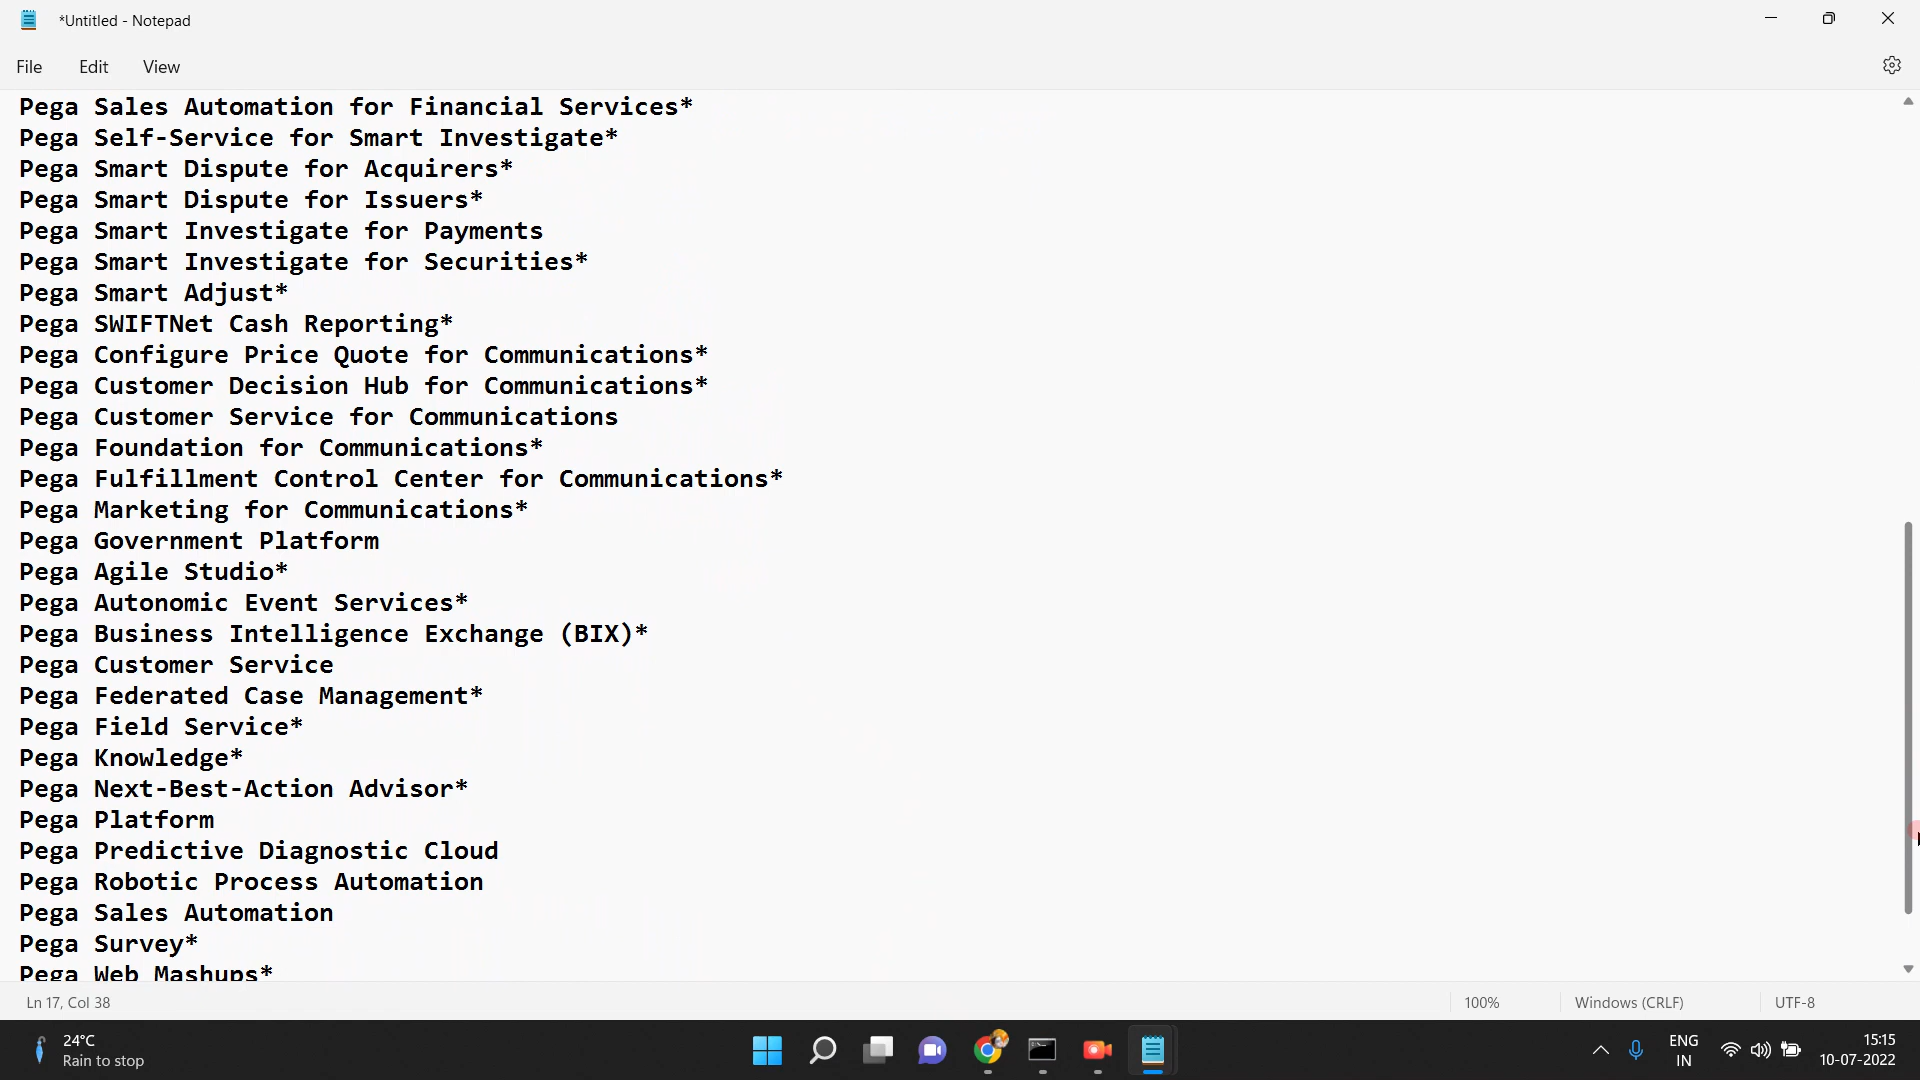 *Untitled - Notepad
File Edit View
Pega Sales Automation for Financial Services*
Pega Self-Service for Smart Investigate*
Pega Smart Dispute for Acquirers*
Pega Smart Dispute for Issuers*
Pega Smart Investigate for Payments
Pega Smart Investigate for Securities*
Pega Smart Adjust*
Pega SWIFTNet Cash Reporting*
Pega Configure Price Quote for Communications*
Pega Customer Decision Hub for Communications*
Pega Customer Service for Communications
Pega Foundation for Communications*
Pega Fulfillment Control Center for Communications*
Pega Marketing for Communications*
Pega Government Platform
Pega Agile Studio*
Pega Autonomic Event Services*
Pega Business Intelligence Exchange (BIX)*
Pega Customer Service
Pega Federated Case Management*
Pega Field Service*
Pega Knowledge*
Pega Next-Best-Action Advisor*
Pega Platform
Pega Predictive Diagnostic Cloud
Pega Robotic Process Automation
Pega Sales Automation
Pega Survey*
Pega Web Mashups*
Ln 17, Col 38 100% Windows (CRLF) UTF-8
24°C
Rain to stop
ENG
IN
15:15
10-07-2022